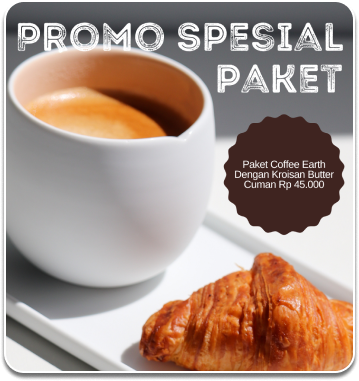 PROMO SPESIAL
PAKET
Paket Coffee Earth
Dengan Kroisan Butter
Cuman Rp 45.000